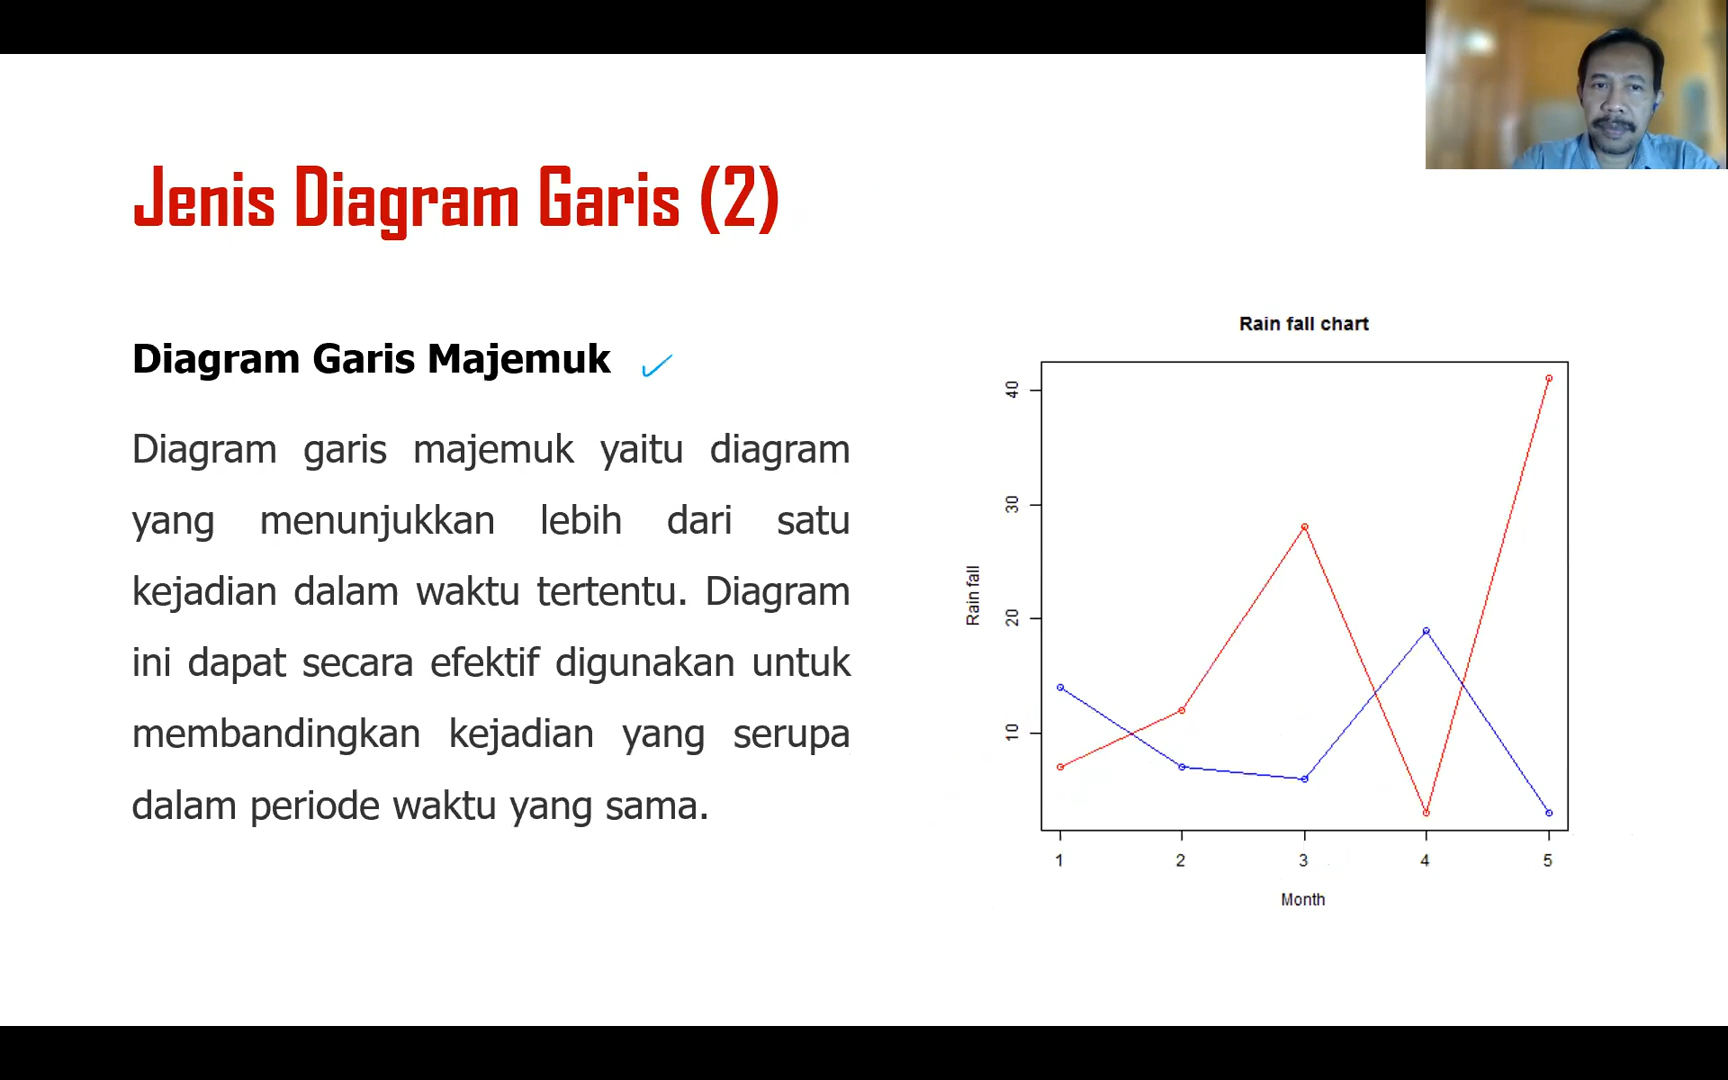 Jenis Diagram Garis (2)
Diagram Garis Majemuk
Diagram garis majemuk yaitu diagram
yang menunjukkan lebih dari satu
kejadian dalam waktu tertentu. Diagram
ini dapat secara efektif digunakan untuk
membandingkan kejadian yang serupa
dalam periode waktu yang sama.
Rain fall chart
Rain fall
40
30
20
10
1 2 3 4 5
Month